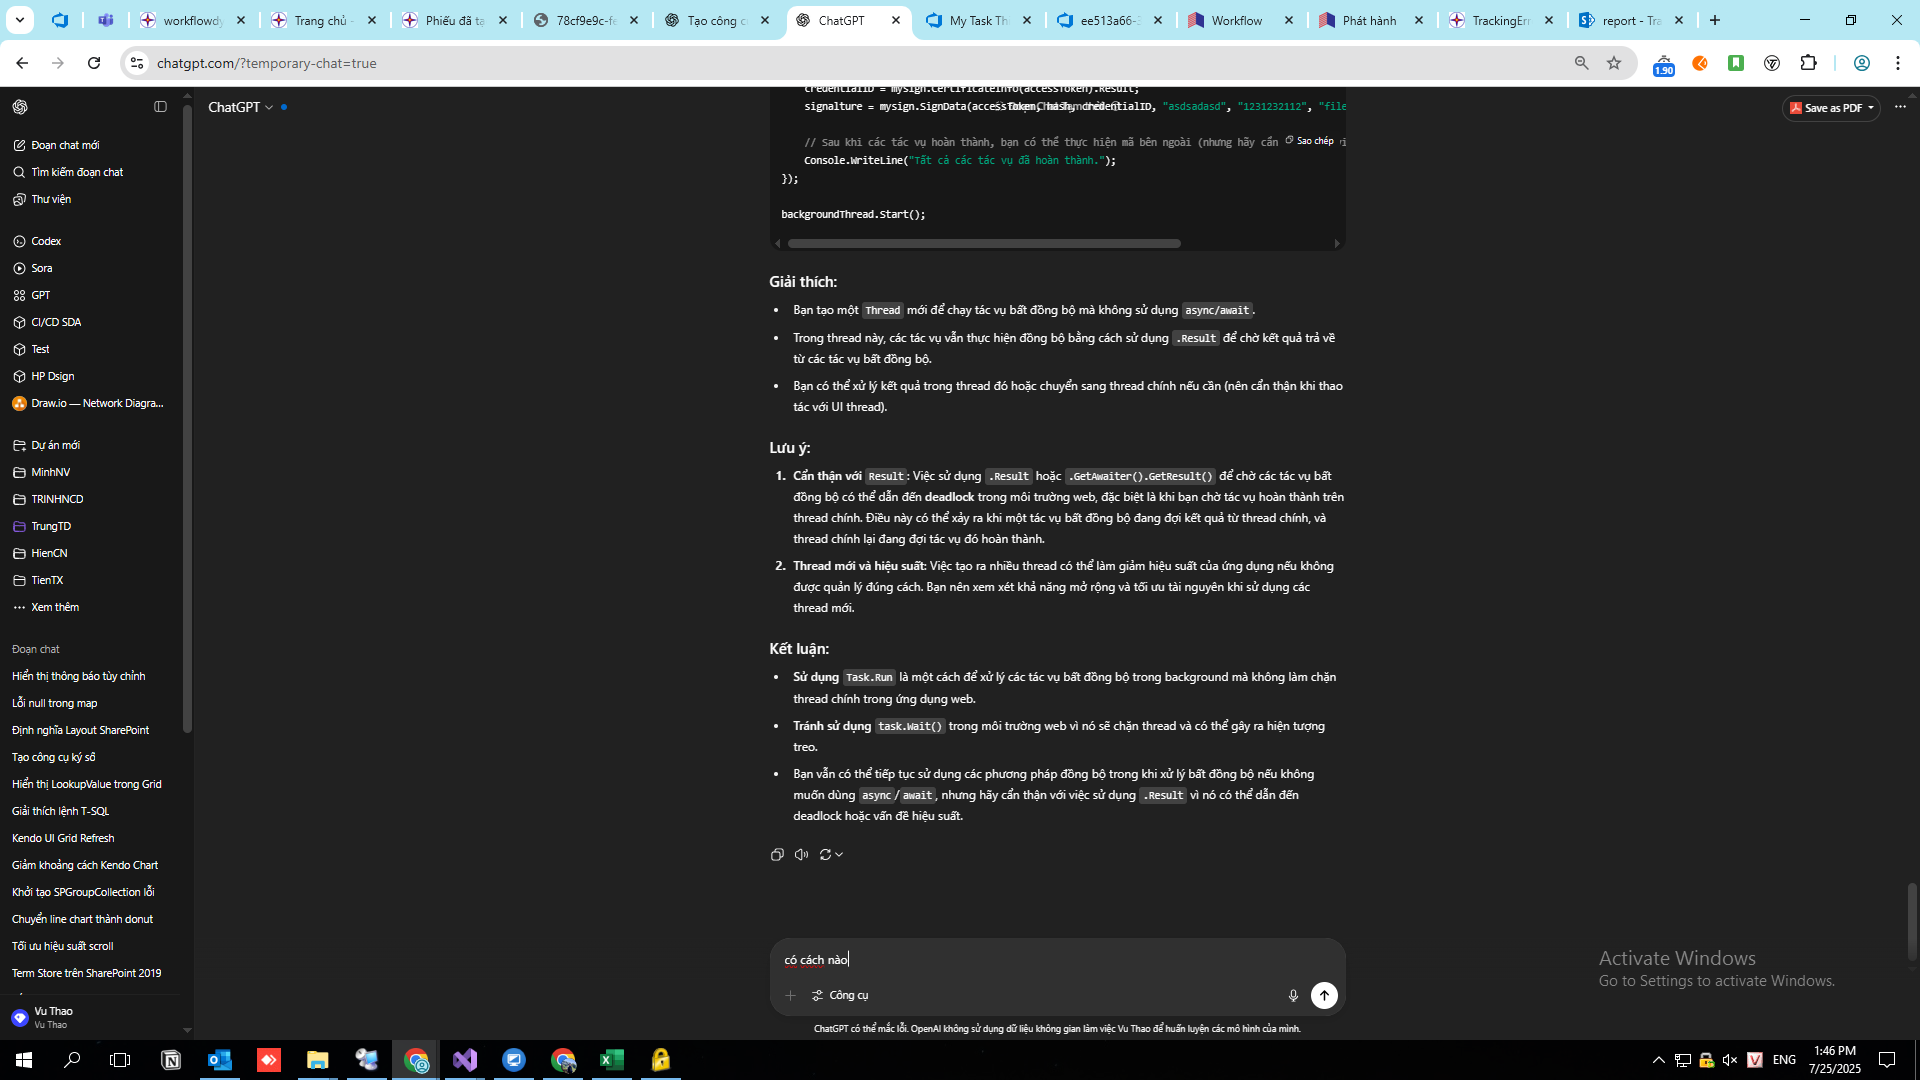 workflowdy
Trang chủ -
Phiếu đã tạ
78cf9e9c-fe
Tạo công c
ChatGPT
My Task Th
ee513a66-3
Workflow
Phát hành
TrackingErr
report - Tra
chatgpt.com/?temporary-chat=true
1.90
ChatGPT
Save as PDF
Đoạn chat mới
Tìm kiếm đoạn chat
Thư viện
Codex
Sora
GPT
CI/CD SDA
Test
HP Dsign
Draw.io — Network Diagra...
Dự án mới
MinhNV
TRINHNCD
TrungTD
HienCN
TienTX
Xem thêm
Đoạn chat
Hiển thị thông báo tùy chỉnh
Lỗi null trong map
Định nghĩa Layout SharePoint
Tạo công cụ ký số
Hiển thị LookupValue trong Grid
Giải thích lệnh T-SQL
Kendo UI Grid Refresh
Giảm khoảng cách Kendo Chart
Khởi tạo SPGroupCollection lỗi
Chuyển line chart thành donut
Tối ưu hiệu suất scroll
Term Store trên SharePoint 2019
Vu Thao
Vu Thao
credentialID = mysign.CertificateInfo(accessToken).Result;
signalture = mysign.SignData(accessToken, hash, credentialID, "asdsadasd", "1231232112", "file
// Sau khi các tác vụ hoàn thành, bạn có thể thực hiện mã bên ngoài (nhưng hãy cẩn
Sao chép
Console.WriteLine("Tất cả các tác vụ đã hoàn thành.");
});
backgroundThread.Start();
Giải thích:
• Bạn tạo một Thread mới để chạy tác vụ bất đồng bộ mà không sử dụng async/await.
• Trong thread này, các tác vụ vẫn thực hiện đồng bộ bằng cách sử dụng .Result để chờ kết quả trả về
từ các tác vụ bất đồng bộ.
• Bạn có thể xử lý kết quả trong thread đó hoặc chuyển sang thread chính nếu cần (nên cẩn thận khi thao
tác với UI thread).
Lưu ý:
1. Cẩn thận với Result: Việc sử dụng .Result hoặc .GetAwaiter().GetResult() để chờ các tác vụ bất
đồng bộ có thể dẫn đến deadlock trong môi trường web, đặc biệt là khi bạn chờ tác vụ hoàn thành trên
thread chính. Điều này có thể xảy ra khi một tác vụ bất đồng bộ đang đợi kết quả từ thread chính, và
thread chính lại đang đợi tác vụ đó hoàn thành.
2. Thread mới và hiệu suất: Việc tạo ra nhiều thread có thể làm giảm hiệu suất của ứng dụng nếu không
được quản lý đúng cách. Bạn nên xem xét khả năng mở rộng và tối ưu tài nguyên khi sử dụng các
thread mới.
Kết luận:
• Sử dụng Task.Run là một cách để xử lý các tác vụ bất đồng bộ trong background mà không làm chặn
thread chính trong ứng dụng web.
• Tránh sử dụng task.Wait() trong môi trường web vì nó sẽ chặn thread và có thể gây ra hiện tượng
treo.
• Bạn vẫn có thể tiếp tục sử dụng các phương pháp đồng bộ trong khi xử lý bất đồng bộ nếu không
muốn dùng async/await, nhưng hãy cẩn thận với việc sử dụng .Result vì nó có thể dẫn đến
deadlock hoặc vấn đề hiệu suất.
có cách nào
Công cụ
ChatGPT có thể mắc lỗi. OpenAI không sử dụng dữ liệu không gian làm việc Vu Thao để huấn luyện các mô hình của mình.
Activate Windows
Go to Settings to activate Windows.
ENG
1:46 PM
7/25/2025